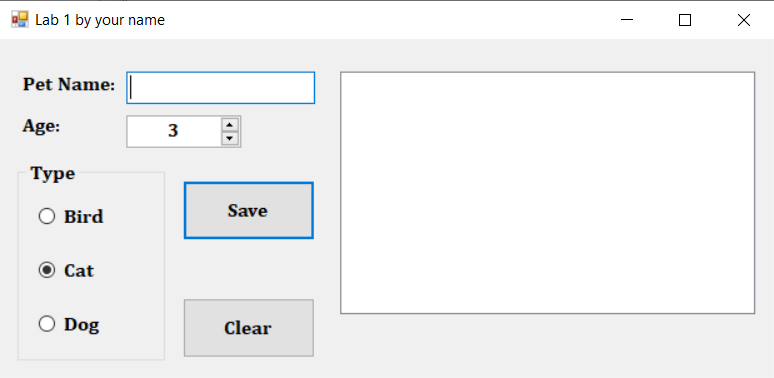 Lab 1 by your name
Pet Name:
Age:
3
Type
Bird
Cat
Dog
Save
Clear